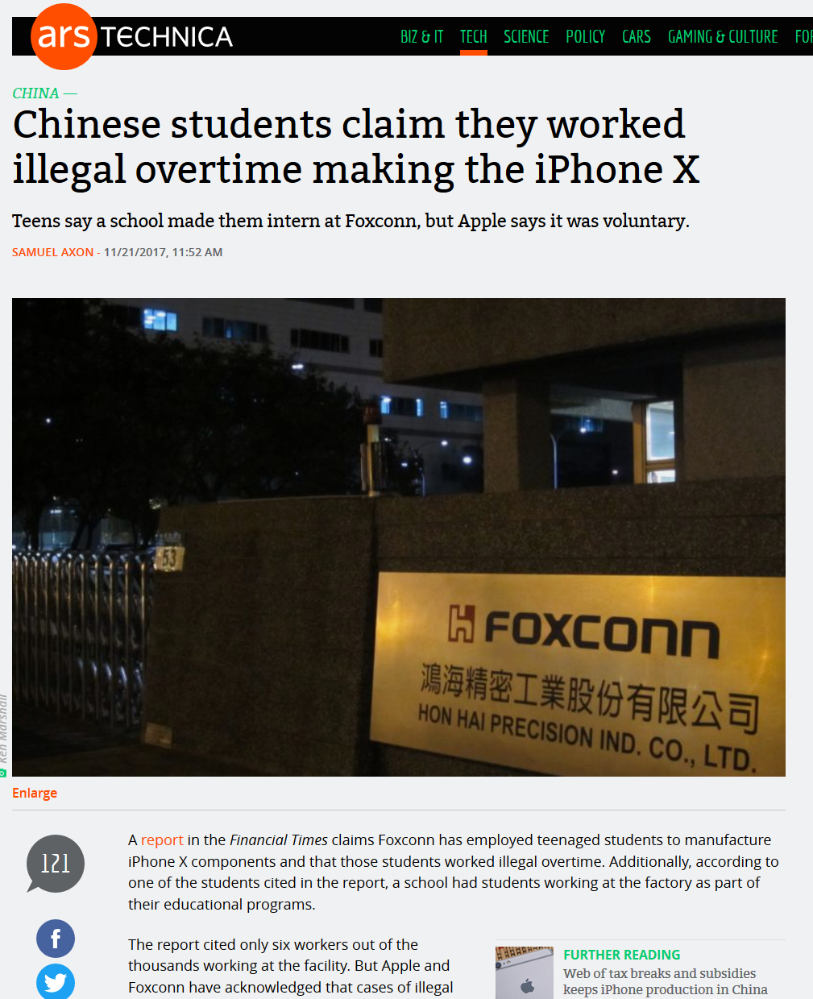 ars TECHNICA
BIZ & IT TECH SCIENCE POLICY CARS GAMING & CULTURE FO
CHINA —
Chinese students claim they worked
illegal overtime making the iPhone X
Teens say a school made them intern at Foxconn, but Apple says it was voluntary.
SAMUEL AXON - 11/21/2017, 11:52 AM
53
FOXCONN
鴻海精密工業股份有限公司
HON HAI PRECISION IND. CO., LTD.
Ken Marshall
Enlarge
121
A report in the Financial Times claims Foxconn has employed teenaged students to manufacture
iPhone X components and that those students worked illegal overtime. Additionally, according to
one of the students cited in the report, a school had students working at the factory as part of
their educational programs.
The report cited only six workers out of the
thousands working at the facility. But Apple and
Foxconn have acknowledged that cases of illegal
FURTHER READING
Web of tax breaks and subsidies
keeps iPhone production in China